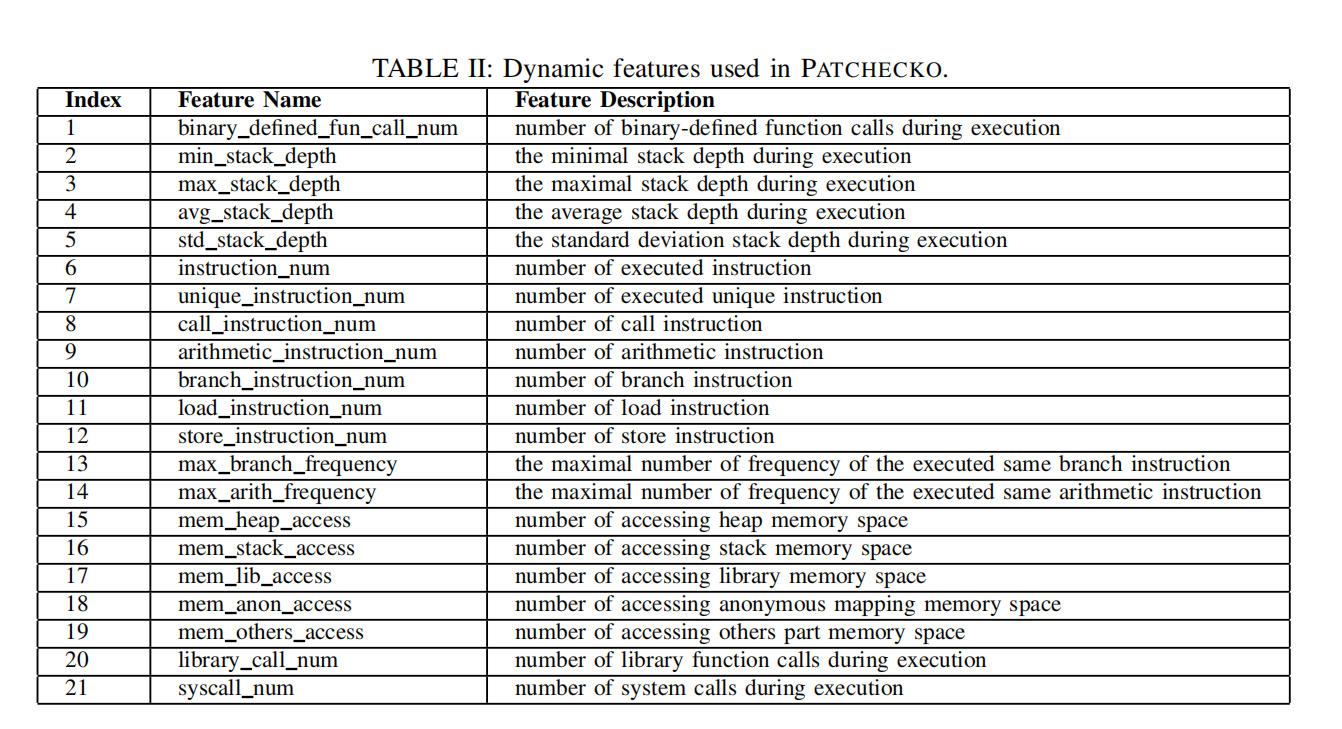 TABLE II: Dynamic features used in PATCHECKO.
Index Feature Name Feature Description
1 binary_defined_fun_call_num number of binary-defined function calls during execution
2 min_stack_depth the minimal stack depth during execution
3 max_stack_depth the maximal stack depth during execution
4 avg_stack_depth the average stack depth during execution
5 std_stack_depth the standard deviation stack depth during execution
6 instruction_num number of executed instruction
7 unique_instruction_num number of executed unique instruction
8 call_instruction_num number of call instruction
9 arithmetic_instruction_num number of arithmetic instruction
10 branch_instruction_num number of branch instruction
11 load_instruction_num number of load instruction
12 store_instruction_num number of store instruction
13 max_branch_frequency the maximal number of frequency of the executed same branch instruction
14 max_arith_frequency the maximal number of frequency of the executed same arithmetic instruction
15 mem_heap_access number of accessing heap memory space
16 mem_stack_access number of accessing stack memory space
17 mem_lib_access number of accessing library memory space
18 mem_anon_access number of accessing anonymous mapping memory space
19 mem_others_access number of accessing others part memory space
20 library_call_num number of library function calls during execution
21 syscall_num number of system calls during execution